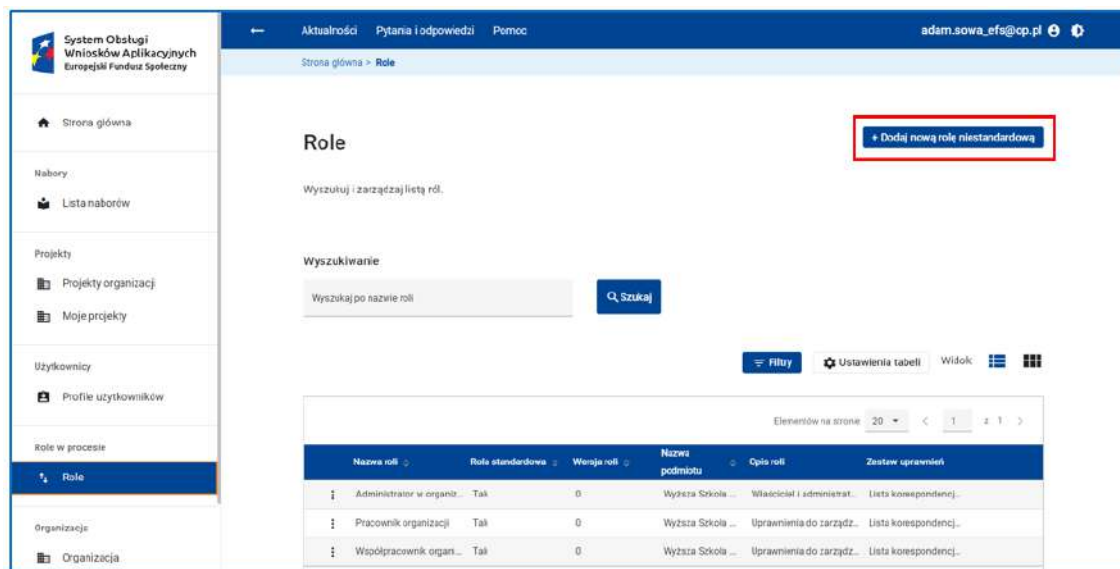 System Obsługi
Wniosków Aplikacyjnych
Europejski Fundusz Społeczny
Strona główna
Nabory
Lista naborów
Projekty
Projekty organizacji
Moje projekty
Użytkownicy
Profile użytkowników
Role w procesie
Role
Organizacje
Organizacja
Aktualności Pytania i odpowiedzi Pomoc
adam.sowa_efs@op.pl
Strona główna > Role
Role
+ Dodaj nową rolę niestandardową
Wyszukuj i zarządzaj listą ról.
Wyszukiwanie
Wyszukaj po nazwie roli
Szukaj
Filtry Ustawienia tabeli Widok
Elementów na stronie 20 < 1 z 1 >
Nazwa roli Rola standardowa Wersja roli Nazwa podmiotu Opis roli Zestaw uprawnień
Administrator w organiz... Tak 0 Wyższa Szkoła ... Właściciel i administrat... Lista korespondencj...
Pracownik organizacji Tak 0 Wyższa Szkoła ... Uprawnienia do zarządz... Lista korespondencj...
Współpracownik organi... Tak 0 Wyższa Szkoła ... Uprawnienia do zarządz... Lista korespondencj...